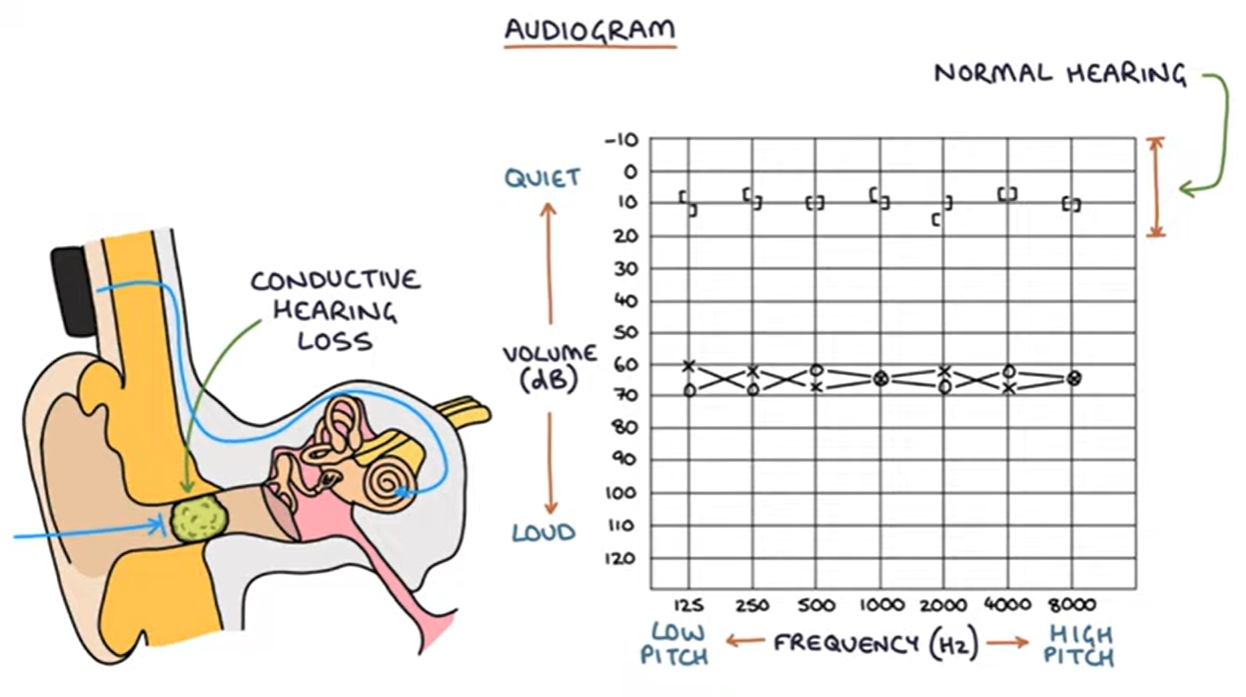 AUDIOGRAM
NORMAL HEARING
CONDUCTIVE
HEARING
LOSS
QUIET
VOLUME
(dB)
LOUD
-10
0
10
20
30
40
50
60
70
80
90
100
110
120
125 250 500 1000 2000 4000 8000
LOW
PITCH
FREQUENCY (HZ)
HIGH
PITCH